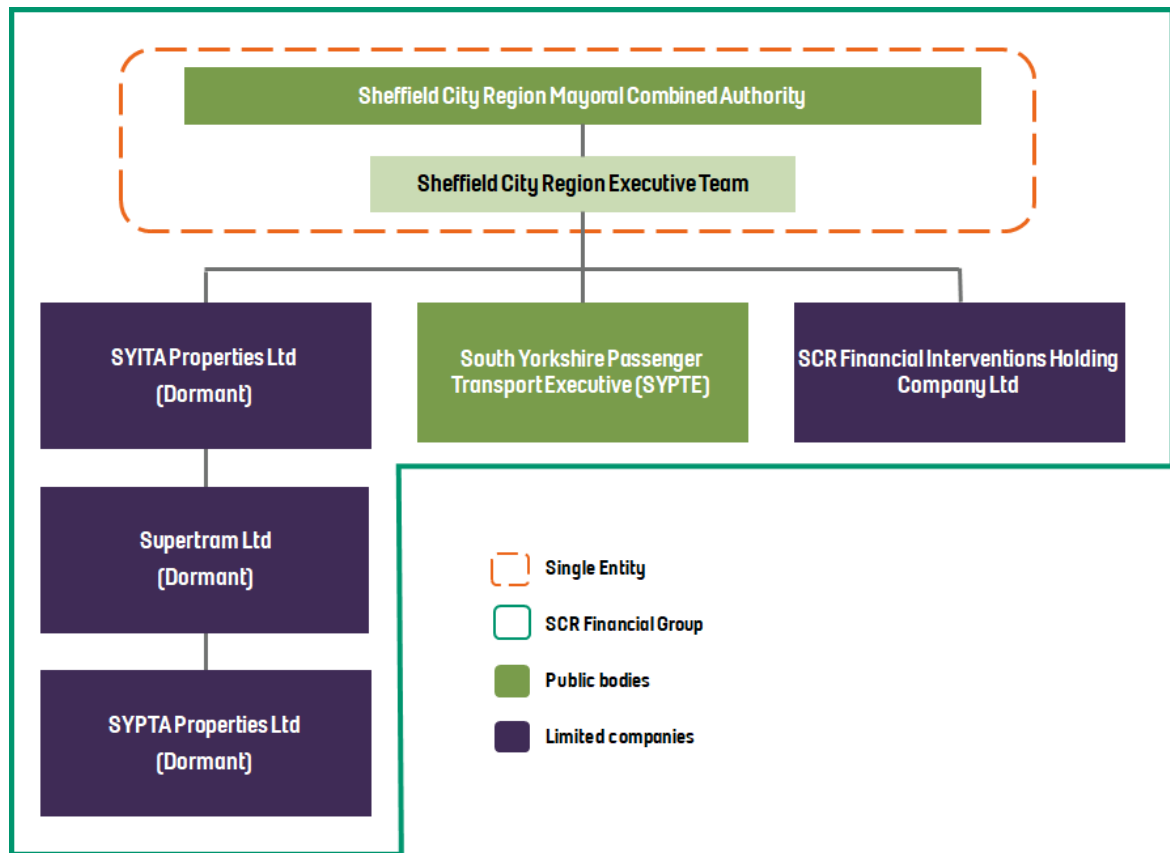 Sheffield City Region Mayoral Combined Authority
Sheffield City Region Executive Team
SYITA Properties Ltd
(Dormant)
South Yorkshire Passenger
Transport Executive (SYPTE)
SCR Financial Interventions Holding
Company Ltd
Supertram Ltd
(Dormant)
SYPTA Properties Ltd
(Dormant)
Single Entity
SCR Financial Group
Public bodies
Limited companies